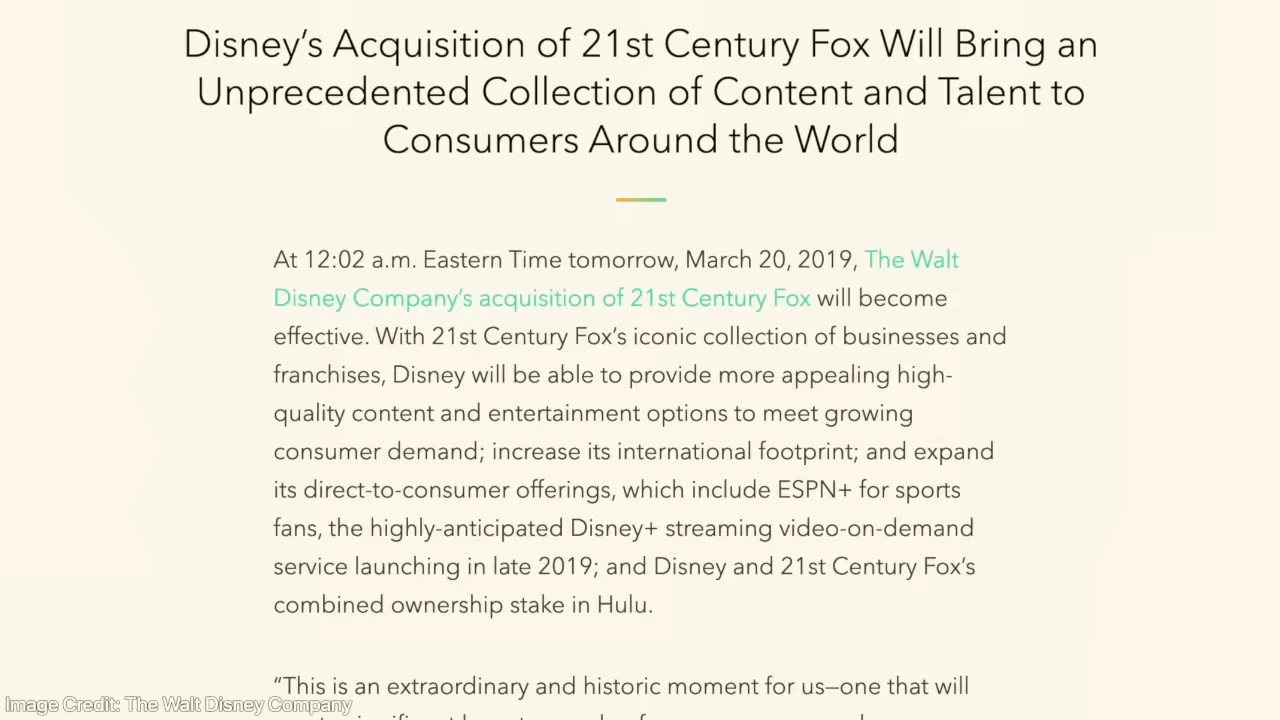 Disney’s Acquisition of 21st Century Fox Will Bring an
Unprecedented Collection of Content and Talent to
Consumers Around the World
At 12:02 a.m. Eastern Time tomorrow, March 20, 2019, The Walt
Disney Company’s acquisition of 21st Century Fox will become
effective. With 21st Century Fox’s iconic collection of businesses and
franchises, Disney will be able to provide more appealing high-
quality content and entertainment options to meet growing
consumer demand; increase its international footprint; and expand
its direct-to-consumer offerings, which include ESPN+ for sports
fans, the highly-anticipated Disney+ streaming video-on-demand
service launching in late 2019; and Disney and 21st Century Fox’s
combined ownership stake in Hulu.
“This is an extraordinary and historic moment for us—one that will
Image Credit: The Walt Disney Company